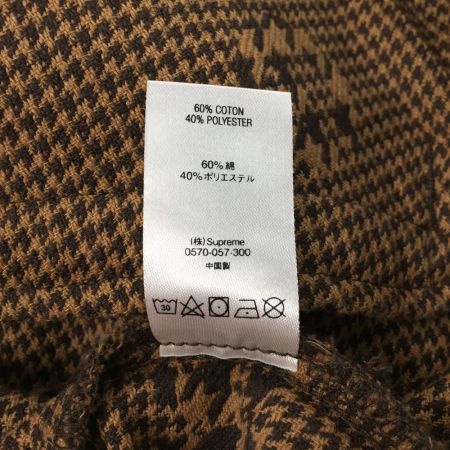 60% COTON
40% POLYESTER
60% 綿
40% ポリエステル
(株) Supreme
0570-057-300
中国製
30